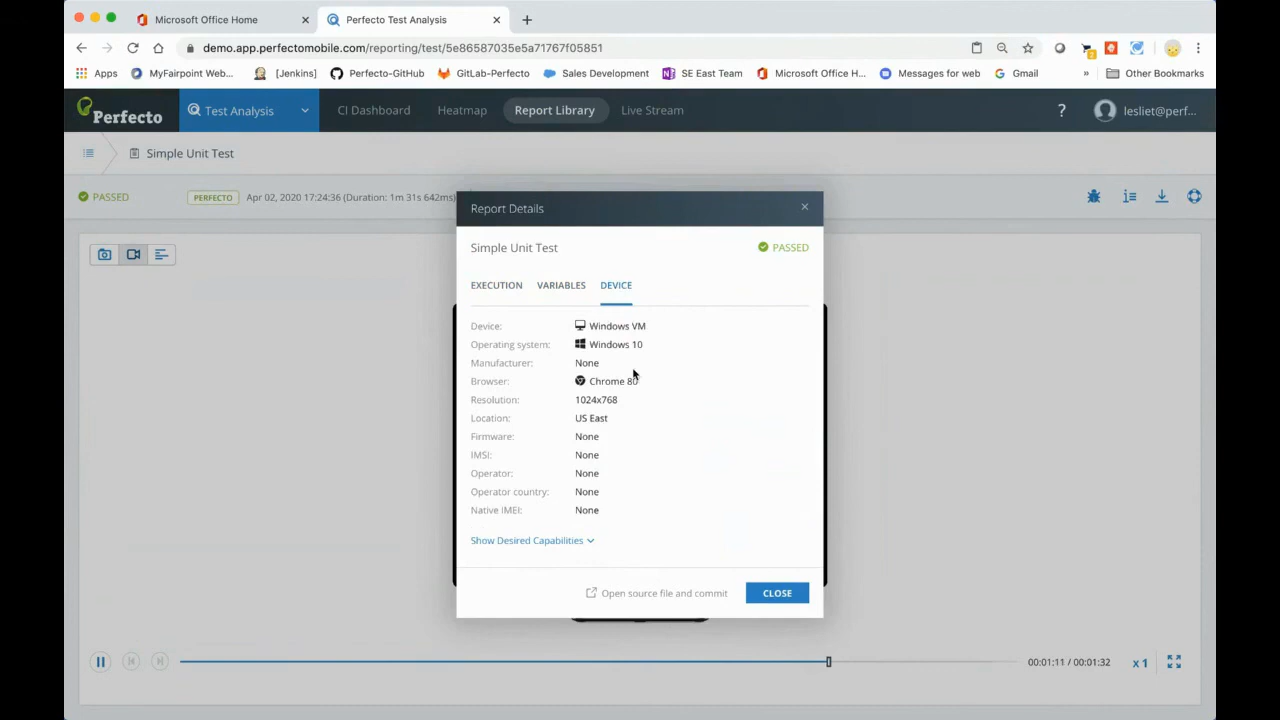 Microsoft Office Home
Perfecto Test Analysis
demo.app.perfectomobile.com/reporting/test/5e86587035e5a71767f05851
Apps
MyFairpoint Web...
[Jenkins]
Perfecto-GitHub
GitLab-Perfecto
Sales Development
SE East Team
Microsoft Office H...
Messages for web
Gmail
»
Other Bookmarks
Perfecto
Test Analysis
CI Dashboard
Heatmap
Report Library
Live Stream
?
lesliet@perf...
Simple Unit Test
PASSED
PERFECTO
Apr 02, 2020 17:24:36 (Duration: 1m 31s 642ms)
Report Details
Simple Unit Test
PASSED
EXECUTION VARIABLES DEVICE
Device: Windows VM
Operating system: Windows 10
Manufacturer: None
Browser: Chrome 80
Resolution: 1024x768
Location: US East
Firmware: None
IMSI: None
Operator: None
Operator country: None
Native IMEI: None
Show Desired Capabilities
Open source file and commit
CLOSE
00:01:11 / 00:01:32
x 1